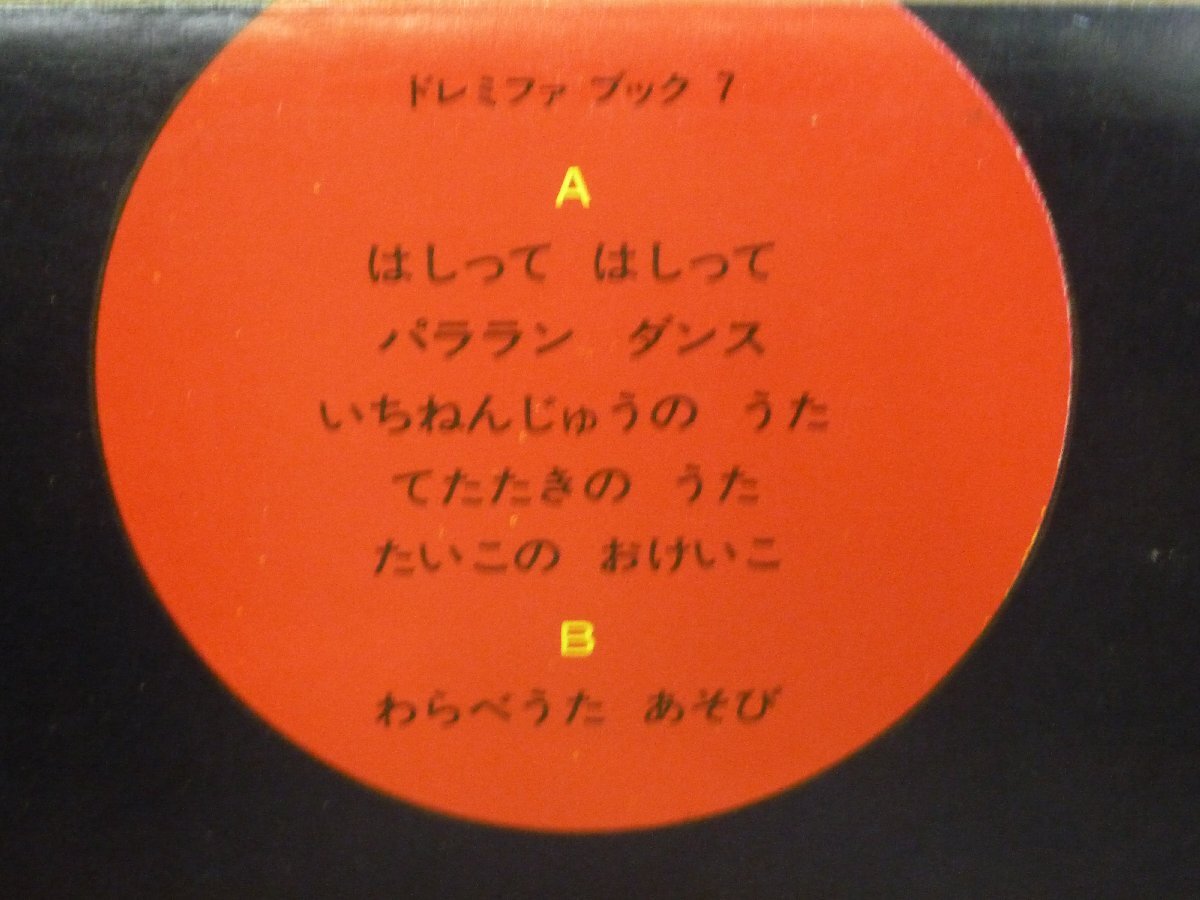 ドレミファ ブック 7
A
はしって はしって
パララン ダンス
いちねんじゅうの うた
てたたきの うた
たいこの おけいこ
B
わらべうた あそび